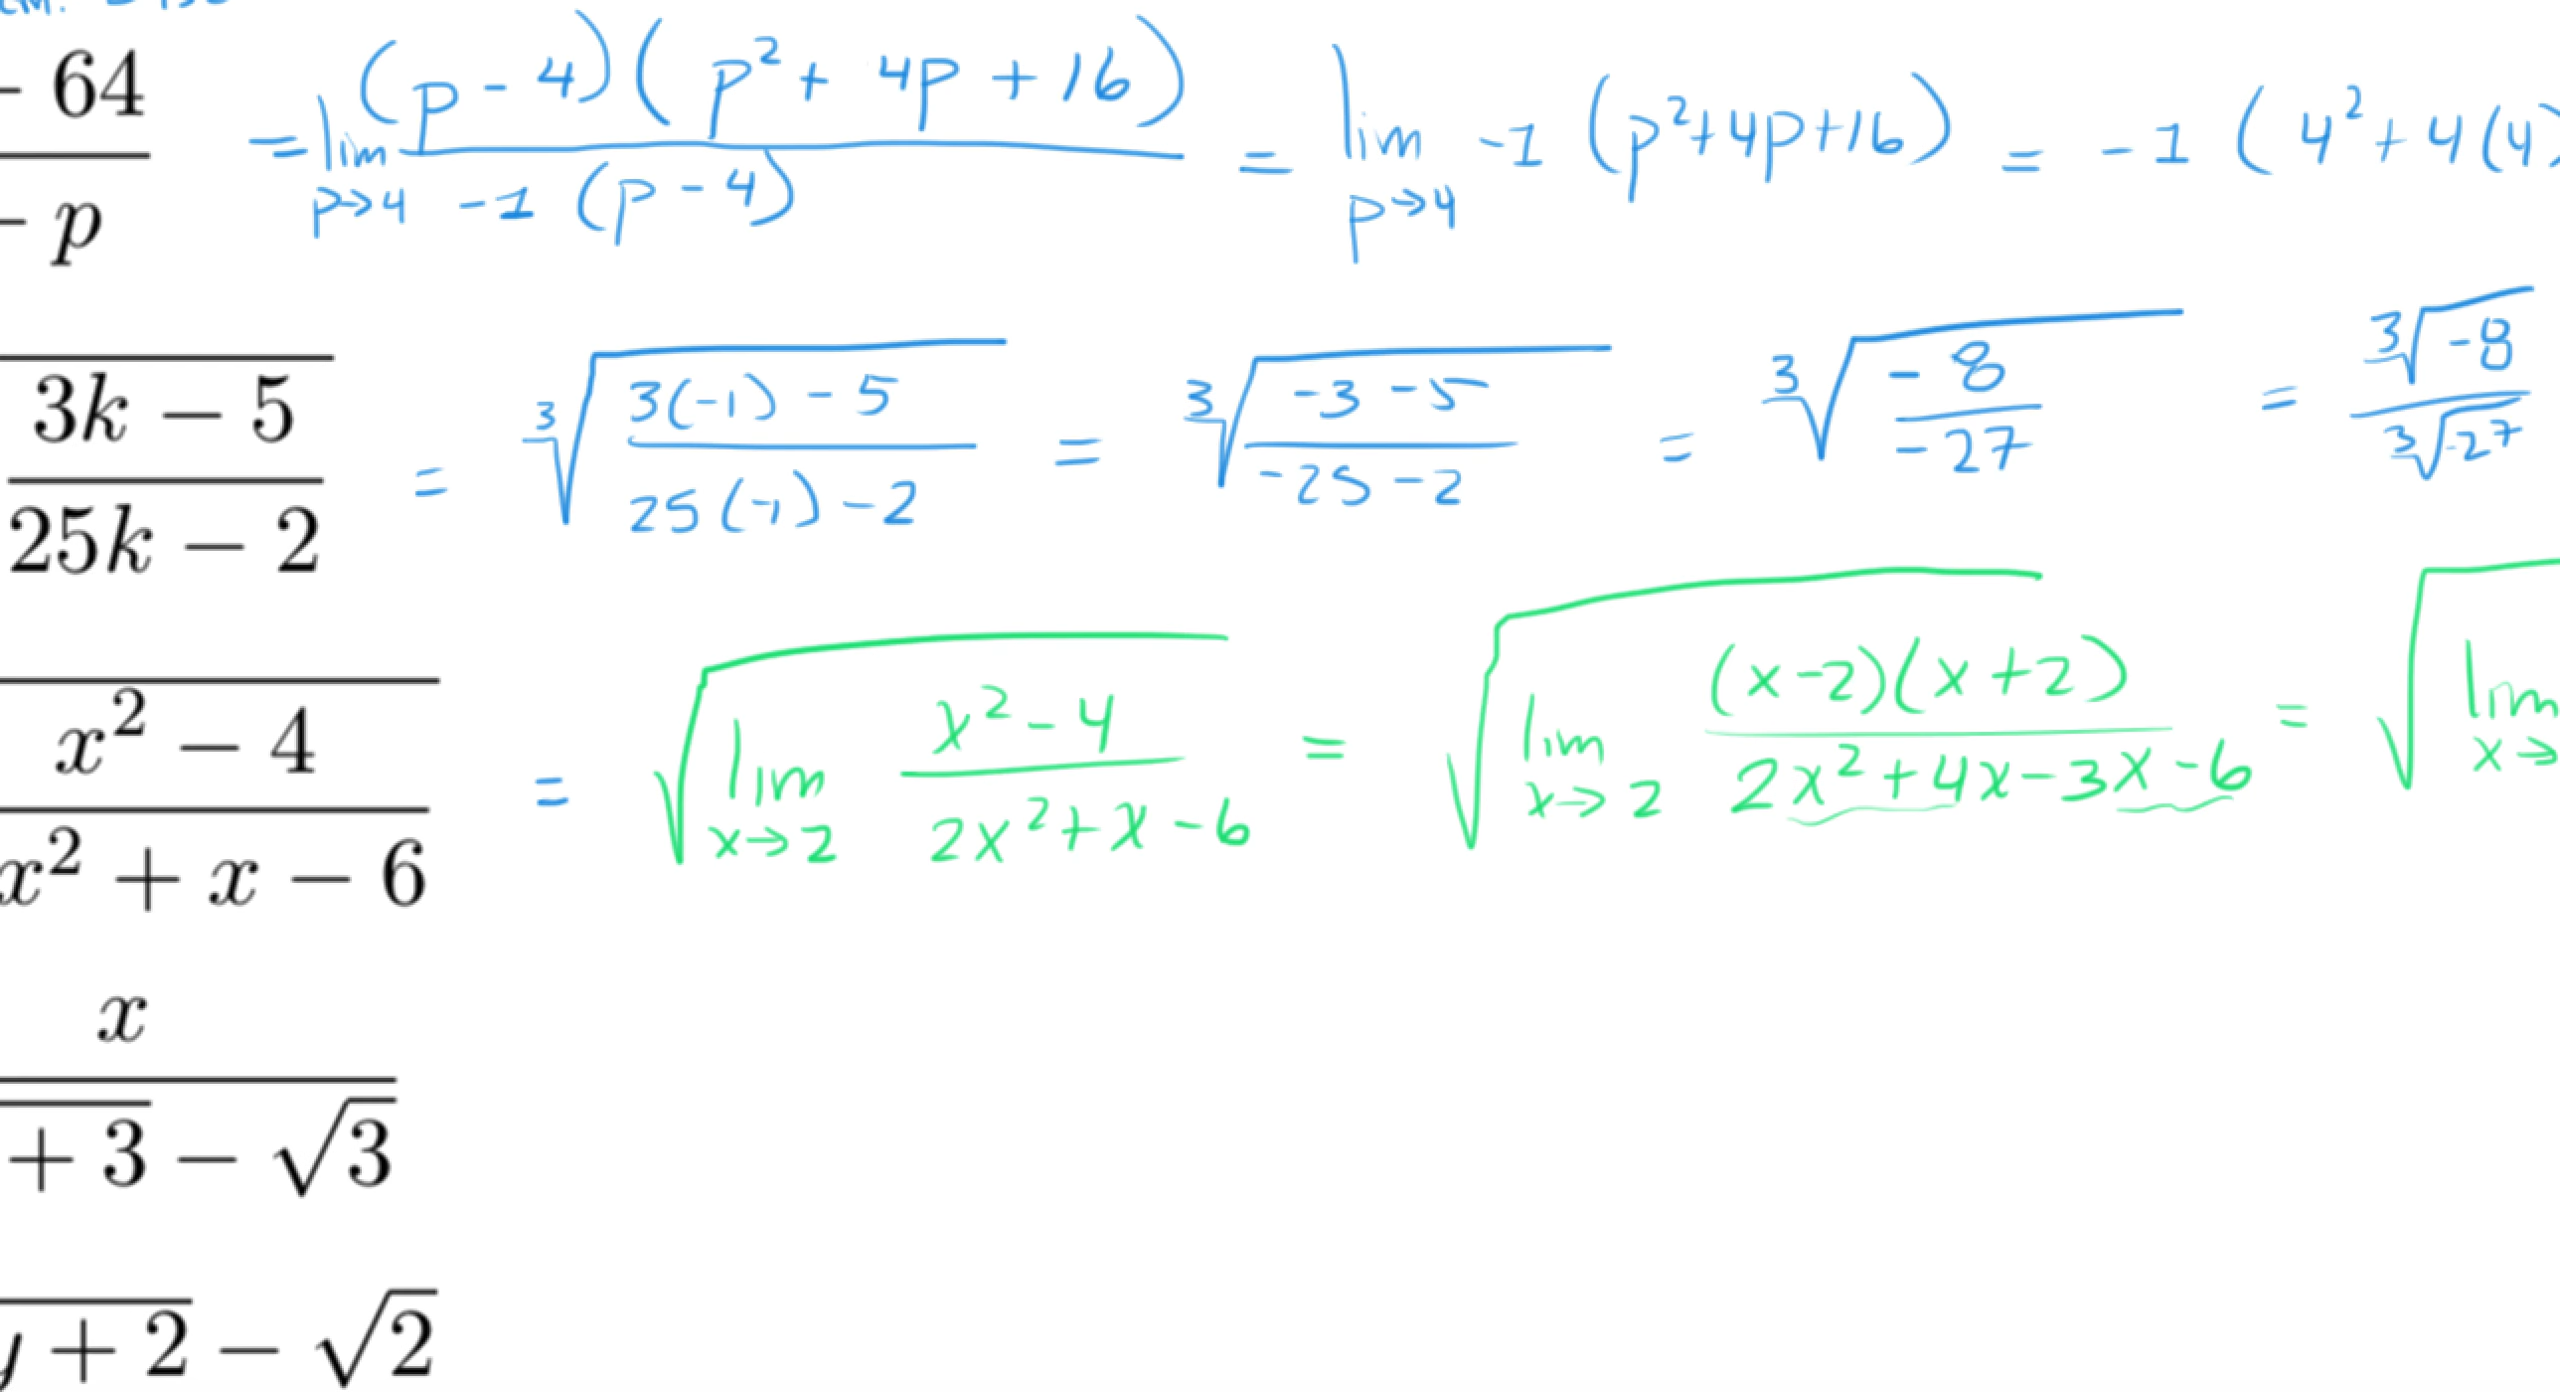 - 64 / - p = lim p→4 (p - 4)(p² + 4p + 16) / -1 (p - 4) = lim p→4 -1 (p²+4p+16) = -1 (4² + 4(4)
3k − 5 / 25k − 2 = ∛(3(-1) - 5 / 25(-1) - 2) = ∛(-3 - 5 / -25 - 2) = ∛(-8 / -27) = ∛-8 / ∛-27
x² − 4 / x² + x − 6 = √(lim x→2 x² - 4 / 2x² + x - 6) = √(lim x→2 (x-2)(x+2) / 2x² + 4x - 3x - 6) = √(lim x→
x / + 3 − √3
y + 2 − √2